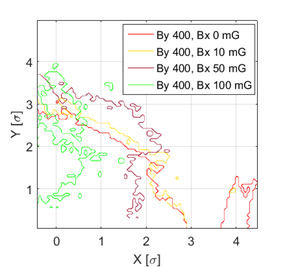 By 400, Bx 0 mG
By 400, Bx 10 mG
By 400, Bx 50 mG
By 400, Bx 100 mG
4
3
2
1
Y [σ]
0 1 2 3 4
X [σ]